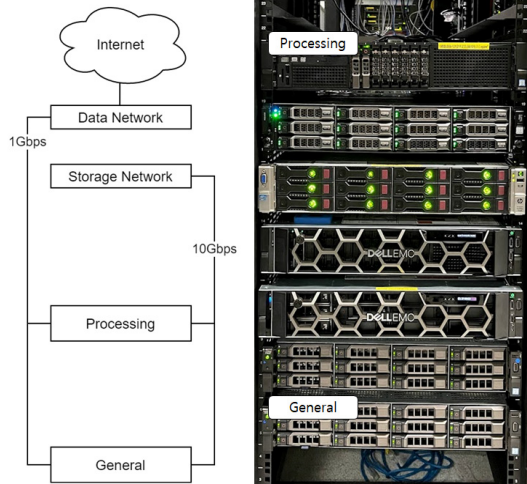 Internet
Data Network
1Gbps
Storage Network
10Gbps
Processing
General
Processing
DELLEMC
DELLEMC
General